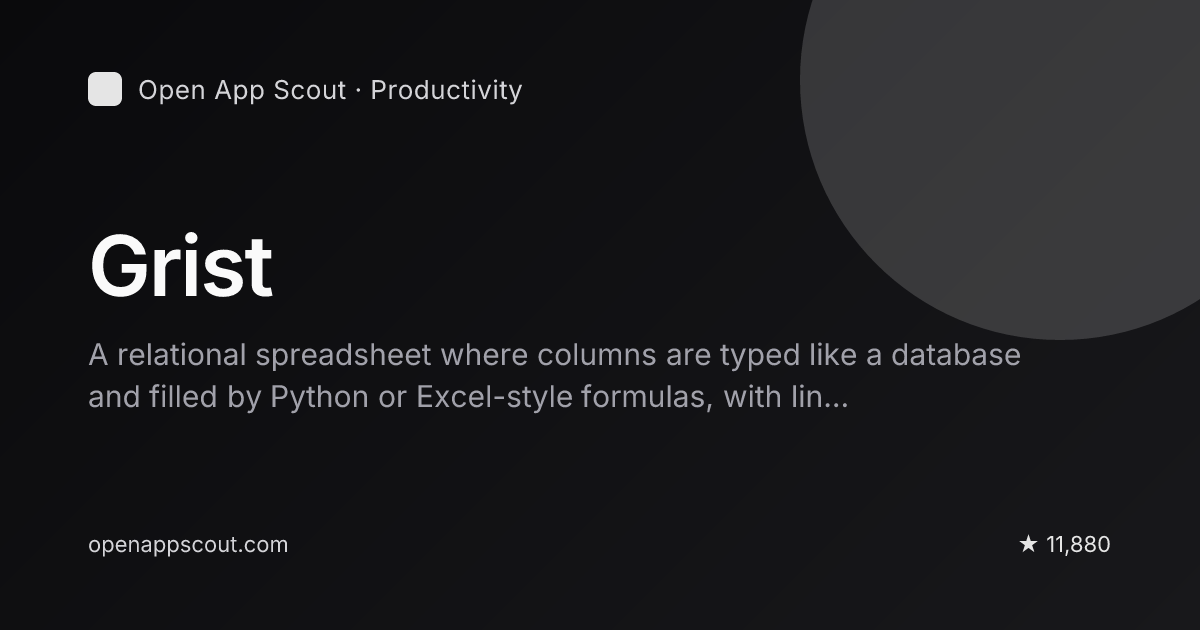 Open App Scout · Productivity
Grist
A relational spreadsheet where columns are typed like a database
and filled by Python or Excel-style formulas, with lin...
openappscout.com
★ 11,880